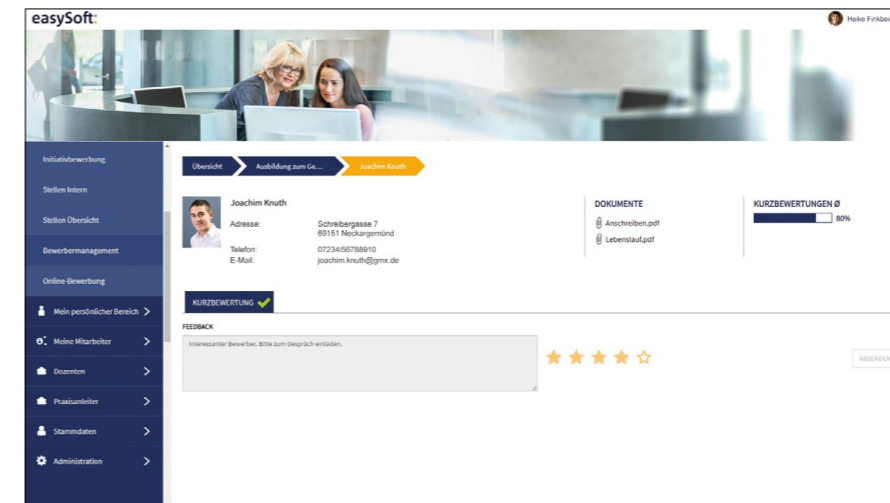 easySoft:
Heike Finkbei
Initiativbewerbung
Stellen Intern
Stellen Übersicht
Bewerbermanagement
Online-Bewerbung
Mein persönlicher Bereich
Meine Mitarbeiter
Dozenten
Praxisanleiter
Stammdaten
Administration
Übersicht
Ausbildung zum Ge....
Joachim Knuth
Joachim Knuth
Adresse: Schreibergasse 7
69151 Neckargemünd
Telefon: 07234/56788910
E-Mail: joachim.knuth@gmx.de
DOKUMENTE
Anschreiben.pdf
Lebenslauf.pdf
KURZBEWERTUNGEN Ø
80%
KURZBEWERTUNG
FEEDBACK
Interessanter Bewerber. Bitte zum Gespräch einladen.
ABSENDEN